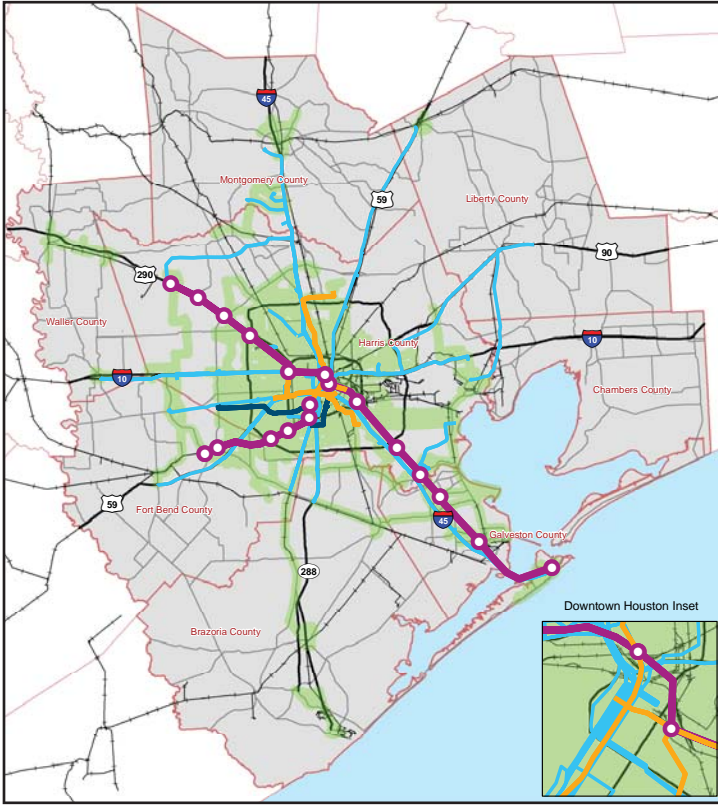 45
Montgomery County
59
Liberty County
290
90
Waller County
Harris County
10
10
Chambers County
59
Fort Bend County
45
Galveston County
288
Brazoria County
Downtown Houston Inset